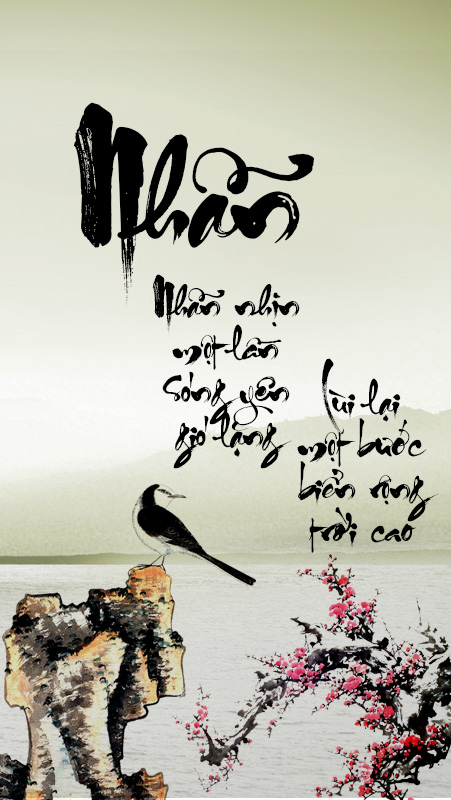 Nhẫn
Nhẫn nhịn
một lần
sóng yên
gió lặng
Lùi lại
một bước
biển rộng
trời cao